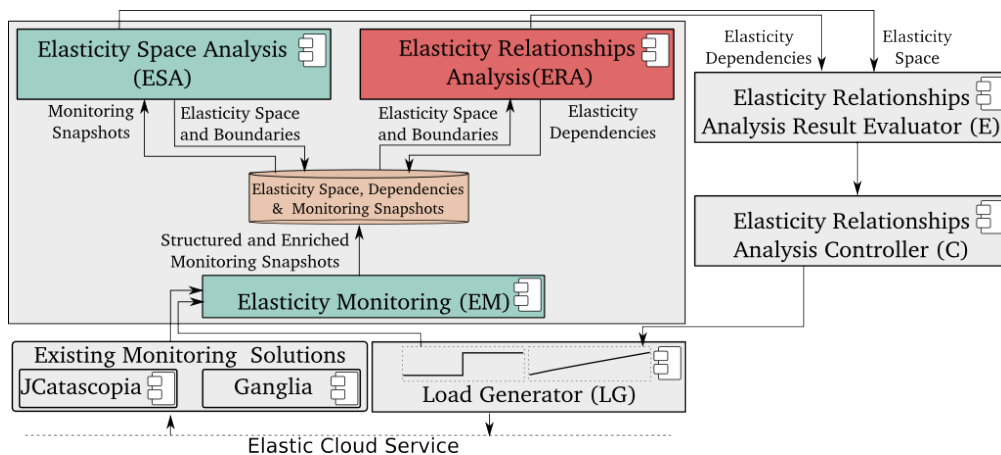 Elasticity Space Analysis
(ESA)
Elasticity Relationships
Analysis(ERA)
Elasticity
Dependencies
Elasticity
Space
Monitoring
Snapshots
Elasticity Space
and Boundaries
Elasticity Space
and Boundaries
Elasticity
Dependencies
Elasticity Relationships
Analysis Result Evaluator (E)
Elasticity Space, Dependencies
& Monitoring Snapshots
Elasticity Relationships
Analysis Controller (C)
Structured and Enriched
Monitoring Snapshots
Elasticity Monitoring (EM)
Existing Monitoring Solutions
JCatascopia
Ganglia
Load Generator (LG)
Elastic Cloud Service